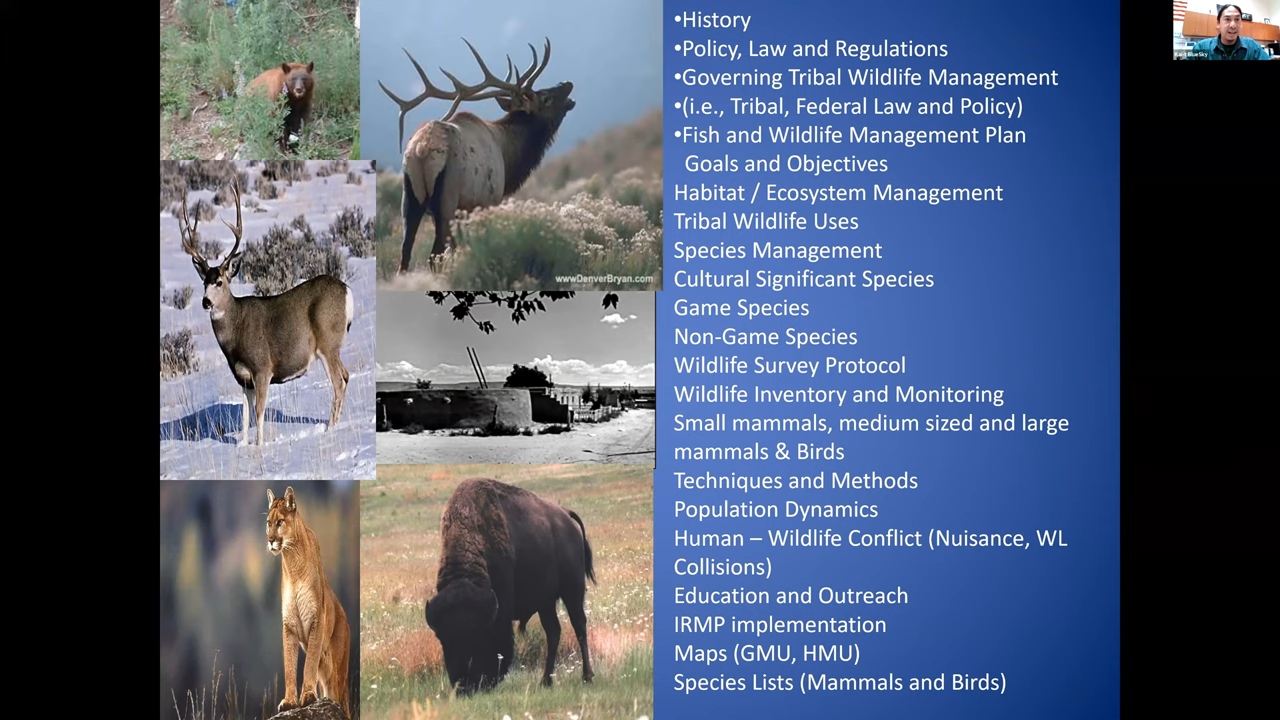 •History
•Policy, Law and Regulations
•Governing Tribal Wildlife Management
•(i.e., Tribal, Federal Law and Policy)
•Fish and Wildlife Management Plan
Goals and Objectives
Habitat / Ecosystem Management
Tribal Wildlife Uses
Species Management
Cultural Significant Species
Game Species
Non-Game Species
Wildlife Survey Protocol
Wildlife Inventory and Monitoring
Small mammals, medium sized and large
mammals & Birds
Techniques and Methods
Population Dynamics
Human – Wildlife Conflict (Nuisance, WL
Collisions)
Education and Outreach
IRMP implementation
Maps (GMU, HMU)
Species Lists (Mammals and Birds)
www.DenverBryan.com